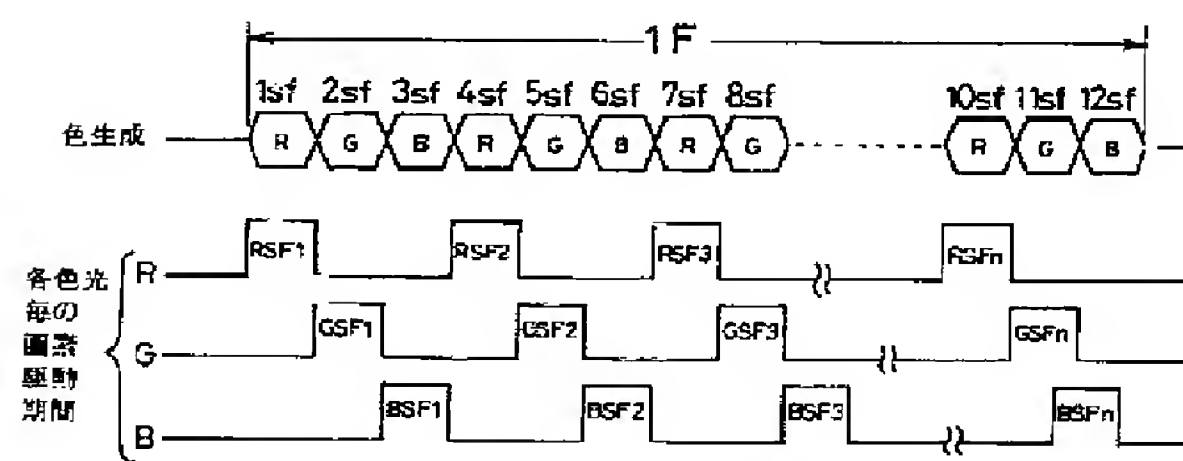 1F
1sf 2sf 3sf 4sf 5sf 6sf 7sf 8sf 10sf 11sf 12sf
色生成 R G B R G B R G R G B
各色光
毎の
画素
駆動
期間
R RSF1 RSF2 RSF3 RSFn
G GSF1 GSF2 GSF3 GSFn
B BSF1 BSF2 BSF3 BSFn